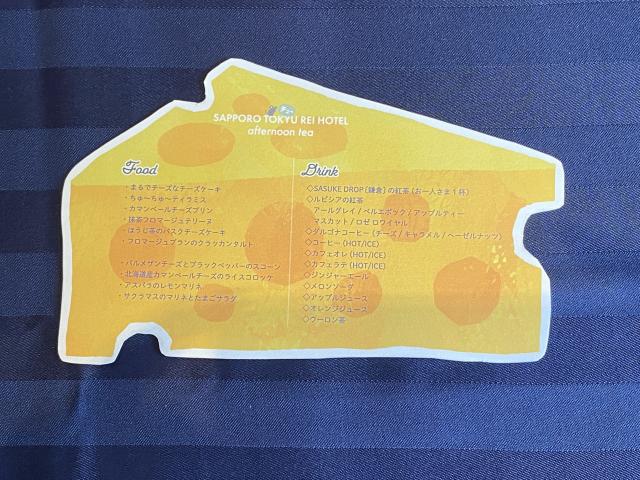 チュー
SAPPORO TOKYU REI HOTEL
afternoon tea
Food
・まるでチーズなチーズケーキ
・ちゅ〜ちゅ〜ティラミス
・カマンベールチーズプリン
・抹茶フロマージュテリーヌ
・ほうじ茶のバスクチーズケーキ
・フロマージュブランのクラッカンタルト
・パルメザンチーズとブラックペッパーのスコーン
・北海道産カマンベールチーズのライスコロッケ
・アスパラのレモンマリネ
・サクラマスのマリネとたまごサラダ
Drink
◇SASUKE DROP〔鎌倉〕の紅茶（お一人さま1杯）
◇ルピシアの紅茶
アールグレイ / ベルエポック / アップルティー
マスカット / ロゼ ロワイヤル
◇ダルゴナコーヒー（チーズ / キャラメル / ヘーゼルナッツ）
◇コーヒー（HOT/ICE）
◇カフェオレ（HOT/ICE）
◇カフェラテ（HOT/ICE）
◇ジンジャーエール
◇メロンソーダ
◇アップルジュース
◇オレンジジュース
◇ウーロン茶